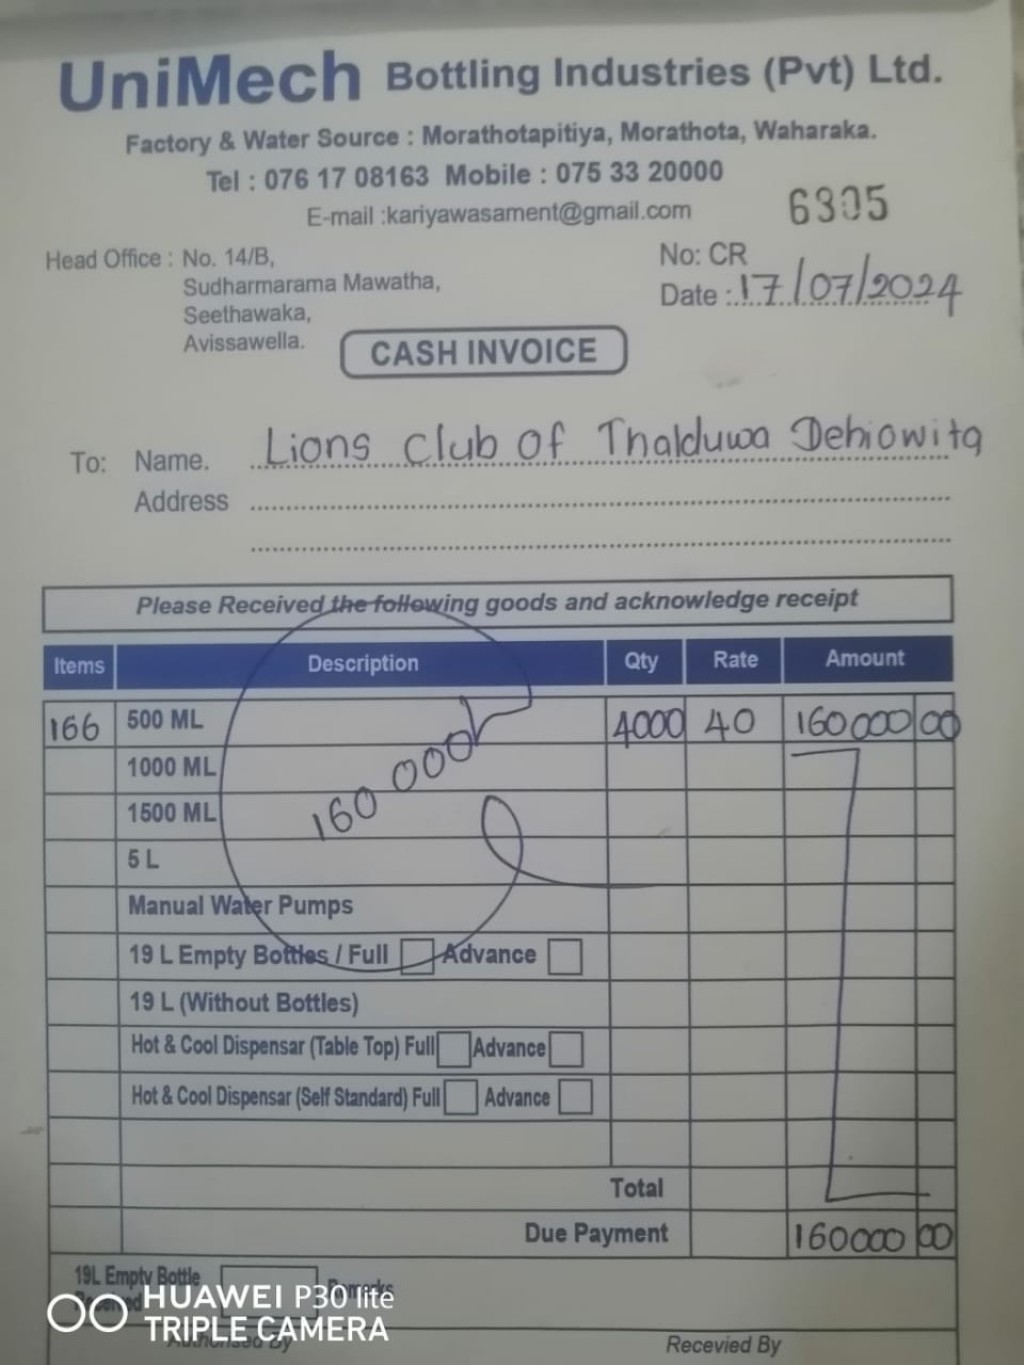 UniMech Bottling Industries (Pvt) Ltd.
Factory & Water Source : Morathotapitiya, Morathota, Waharaka.
Tel : 076 17 08163 Mobile : 075 33 20000
E-mail :kariyawasament@gmail.com
6305
Head Office : No. 14/B,
Sudharmarama Mawatha,
Seethawaka,
Avissawella.
No: CR
Date : 17/07/2024
CASH INVOICE
To: Name. Lions Club Of Thalduwa Dehiowita
Address
Please Received the following goods and acknowledge receipt
Items Description Qty Rate Amount
166 500 ML 4000 40 160000 00
1000 ML
160 000
1500 ML
5 L
Manual Water Pumps
19 L Empty Bottles / Full Advance
19 L (Without Bottles)
Hot & Cool Dispensar (Table Top) Full Advance
Hot & Cool Dispensar (Self Standard) Full Advance
Total
Due Payment 160000 00
19L Empty Bottle
Received Remarks
HUAWEI P30 lite
TRIPLE CAMERA
Authorised By Recevied By